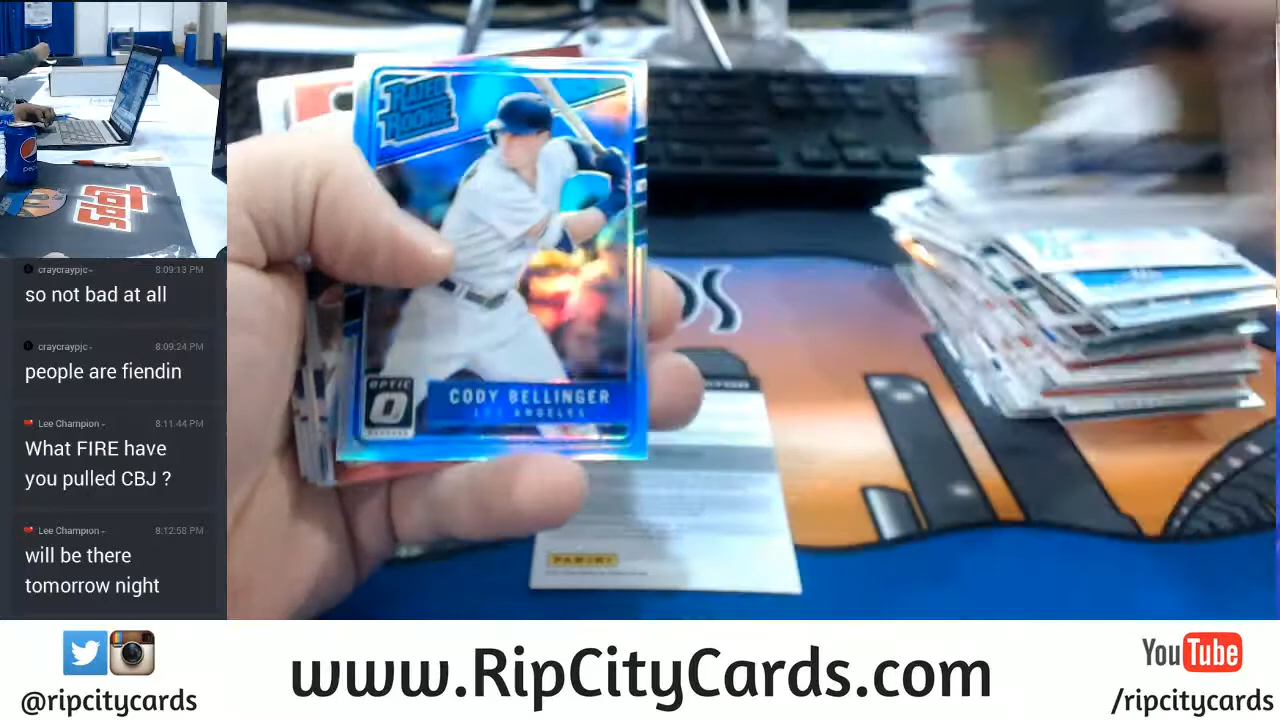 Topps
craycraypjc -
8:09:13 PM
so not bad at all
craycraypjc -
8:09:24 PM
people are fiendin
Lee Champion -
8:11:44 PM
What FIRE have
you pulled CBJ ?
Lee Champion -
8:12:58 PM
will be there
tomorrow night
RATED
ROOKIE
OPTIC
CODY BELLINGER
LOS ANGELES
PANINI
@ripcitycards
www.RipCityCards.com
YouTube
/ripcitycards